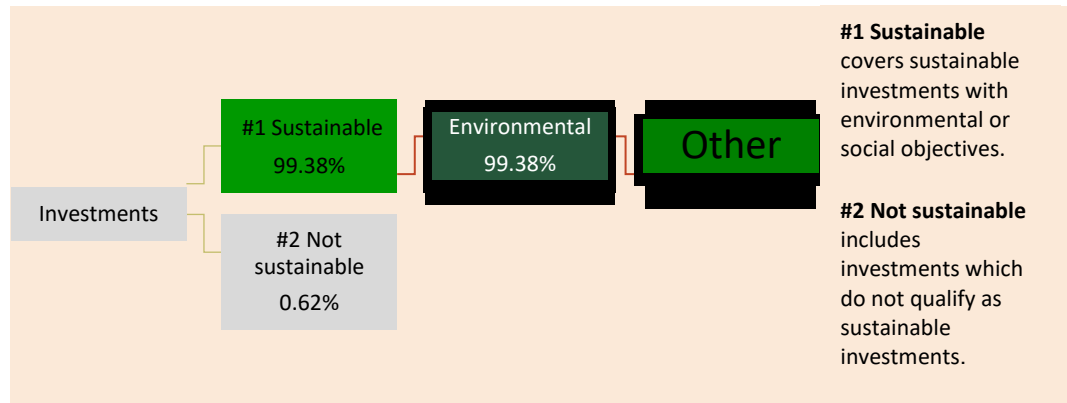 Investments
#1 Sustainable
99.38%
#2 Not
sustainable
0.62%
Environmental
99.38%
Other
#1 Sustainable
covers sustainable
investments with
environmental or
social objectives.
#2 Not sustainable
includes
investments which
do not qualify as
sustainable
investments.